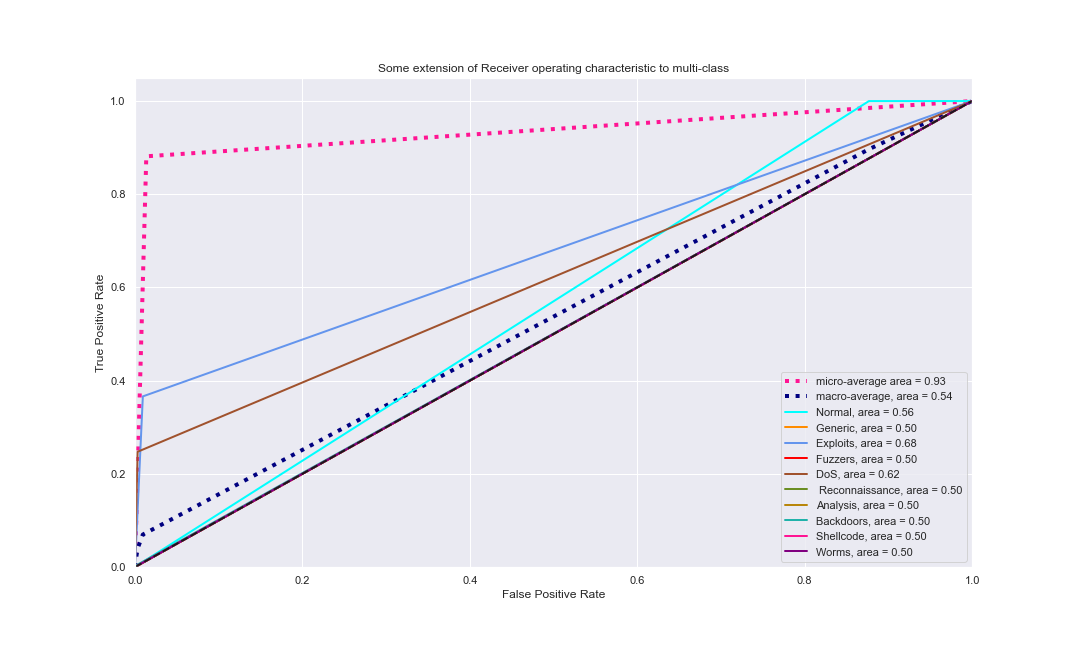 Some extension of Receiver operating characteristic to multi-class
True Positive Rate
1.0
0.8
0.6
0.4
0.2
0.0
0.0 0.2 0.4 0.6 0.8 1.0
False Positive Rate
micro-average area = 0.93
macro-average, area = 0.54
Normal, area = 0.56
Generic, area = 0.50
Exploits, area = 0.68
Fuzzers, area = 0.50
DoS, area = 0.62
Reconnaissance, area = 0.50
Analysis, area = 0.50
Backdoors, area = 0.50
Shellcode, area = 0.50
Worms, area = 0.50